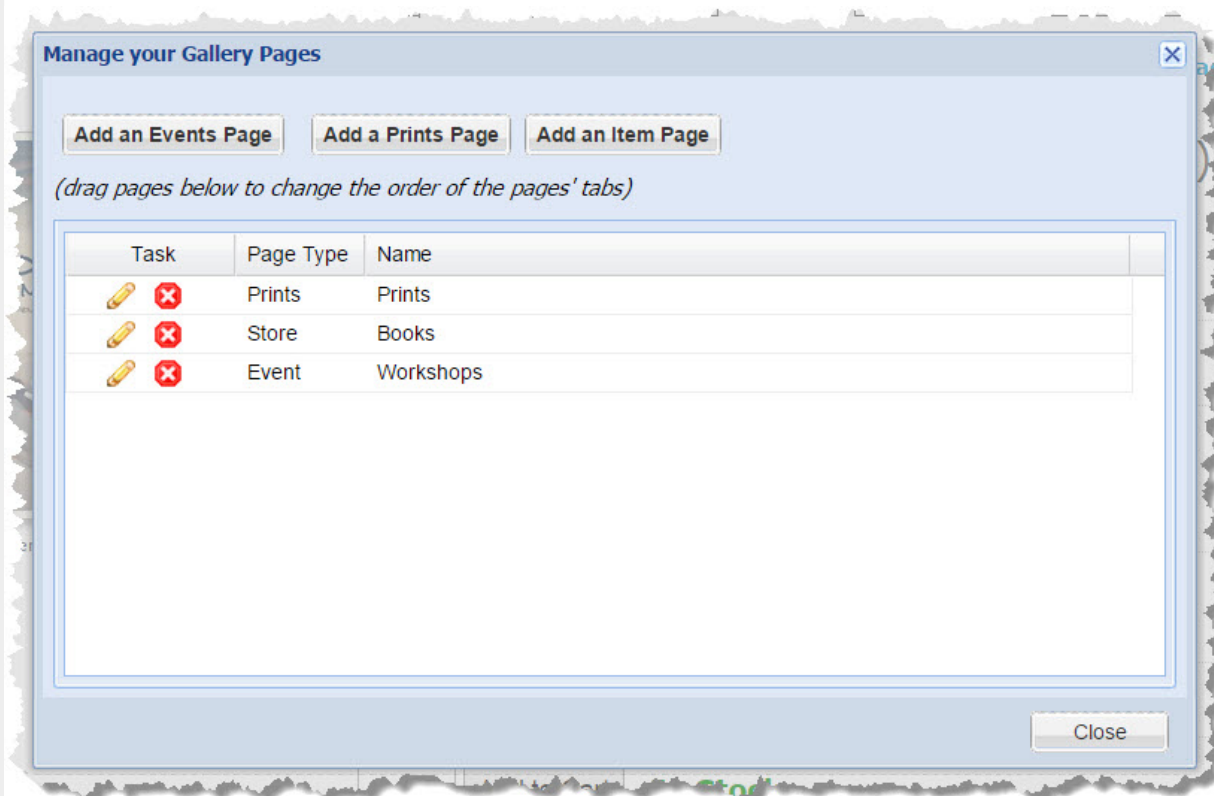 Manage your Gallery Pages
Add an Events Page Add a Prints Page Add an Item Page
(drag pages below to change the order of the pages' tabs)
Task Page Type Name
Prints Prints
Store Books
Event Workshops
Close